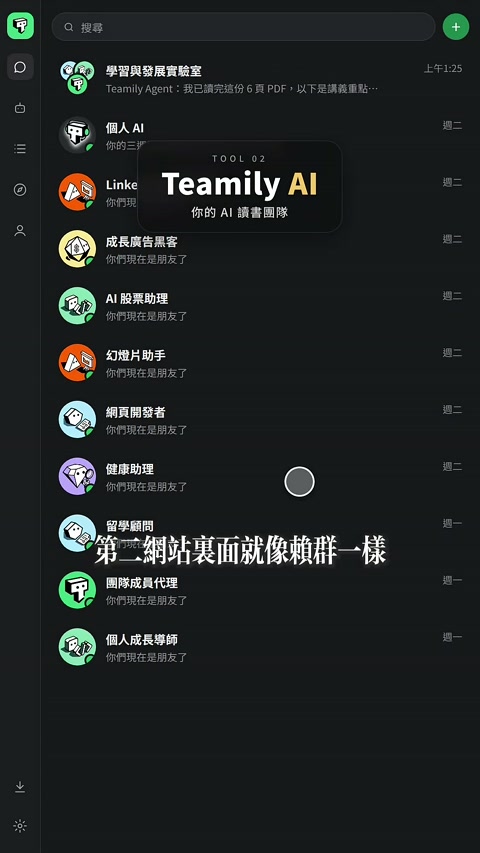 搜尋
學習與發展實驗室
上午1:25
Teamily Agent：我已讀完這份 6 頁 PDF，以下是講義重點…
個人 AI
週二
你的三
TOOL 02
Teamily AI
你的 AI 讀書團隊
Linke
週二
你們現
成長廣告黑客
週二
你們現在是朋友了
AI 股票助理
週二
你們現在是朋友了
幻燈片助手
週二
你們現在是朋友了
網頁開發者
週二
你們現在是朋友了
健康助理
週二
你們現在是朋友了
留學顧問
週一
第二網站裏面就像賴群一樣
團隊成員代理
週一
你們現在是朋友了
個人成長導師
週一
你們現在是朋友了